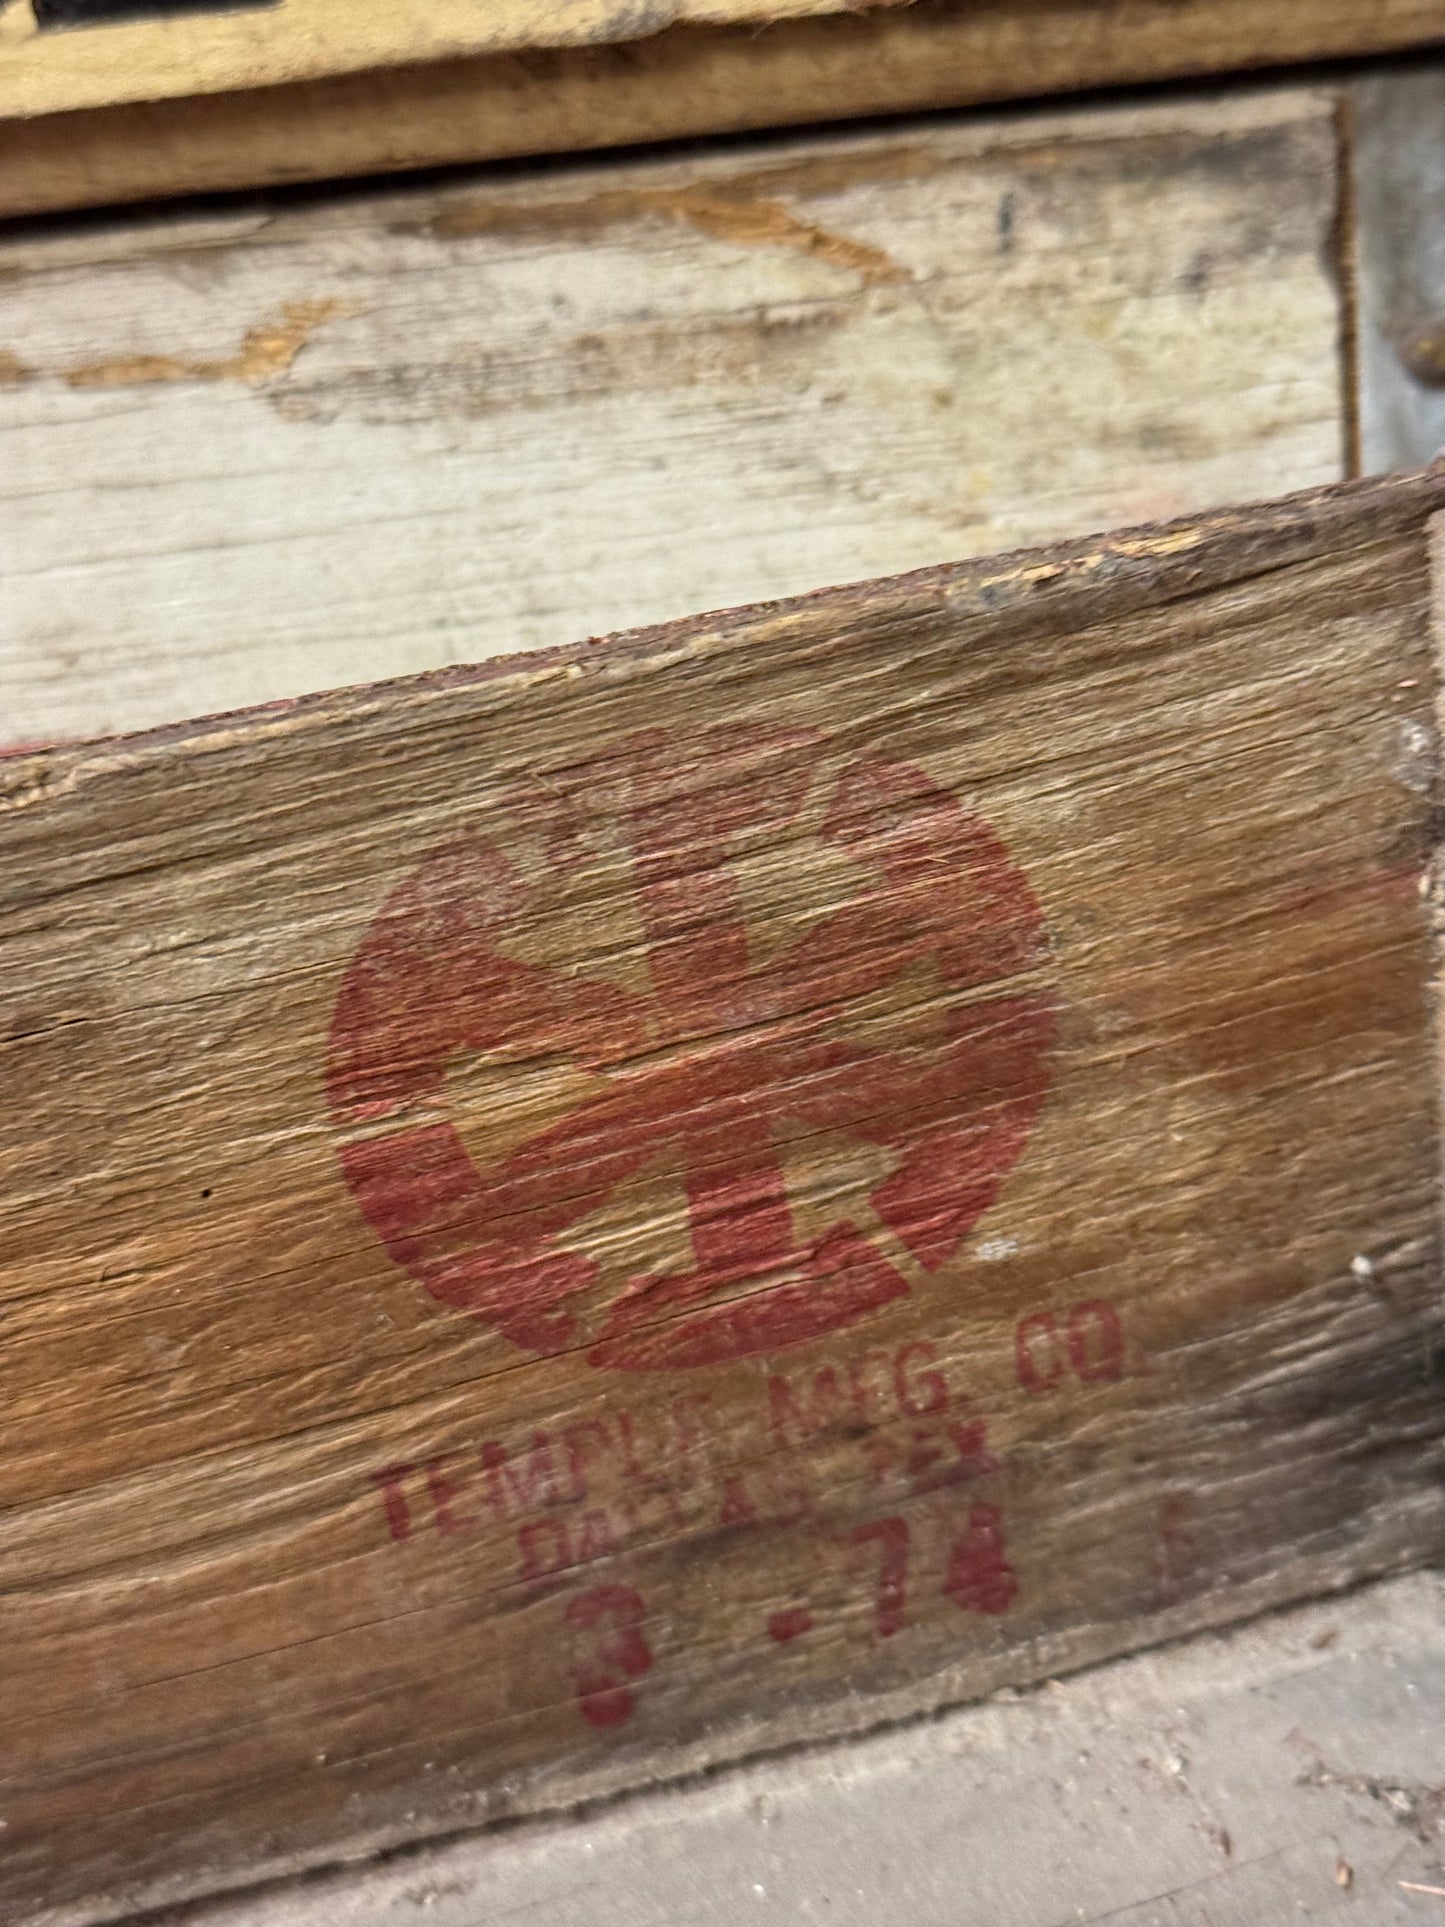 TEMPLE MFG. CO.
DALLAS TEX
3 - 74